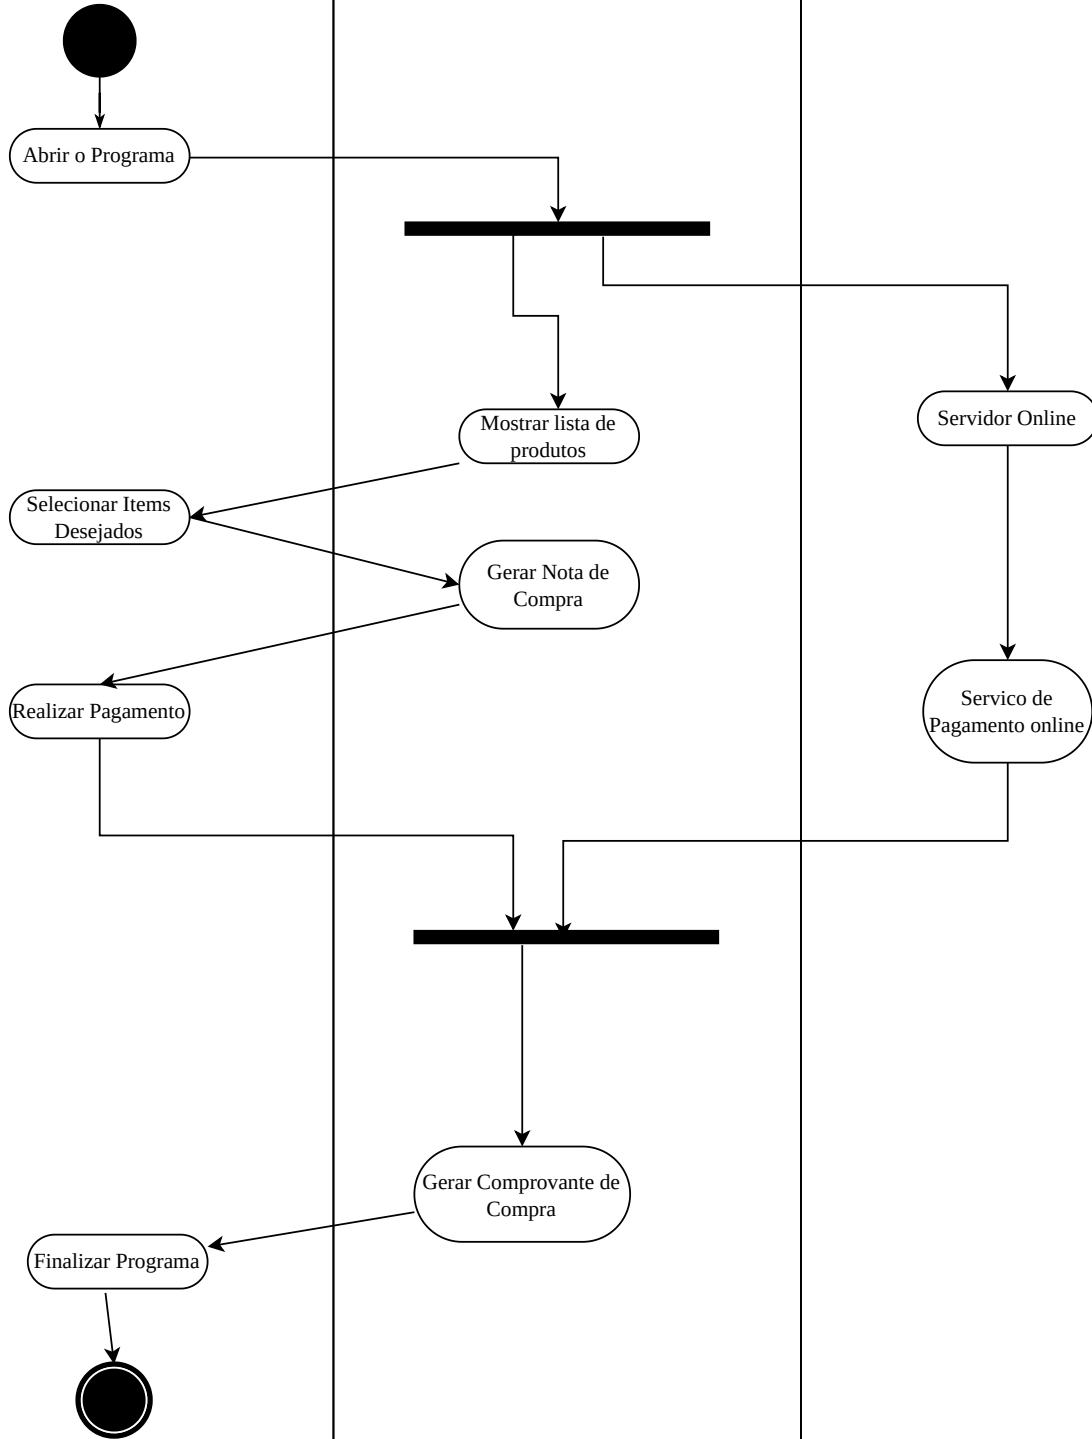 Abrir o Programa
Servidor Online
Mostrar lista de
produtos
Selecionar Items
Desejados
Gerar Nota de
Compra
Realizar Pagamento
Servico de
Pagamento online
Gerar Comprovante de
Compra
Finalizar Programa